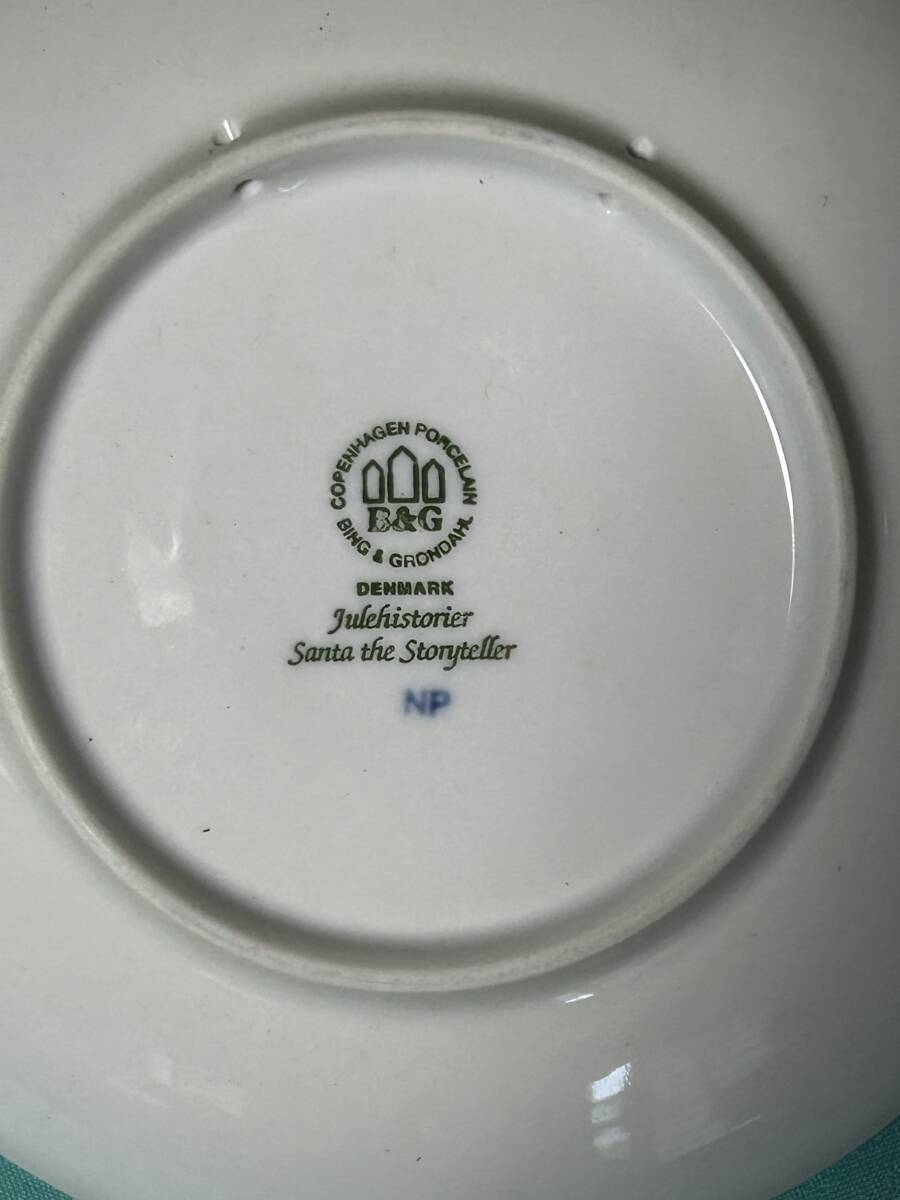 COPENHAGEN PORCELAIN
B&G
BING & GRONDAHL
DENMARK
Julehistorier
Santa the Storyteller
NP